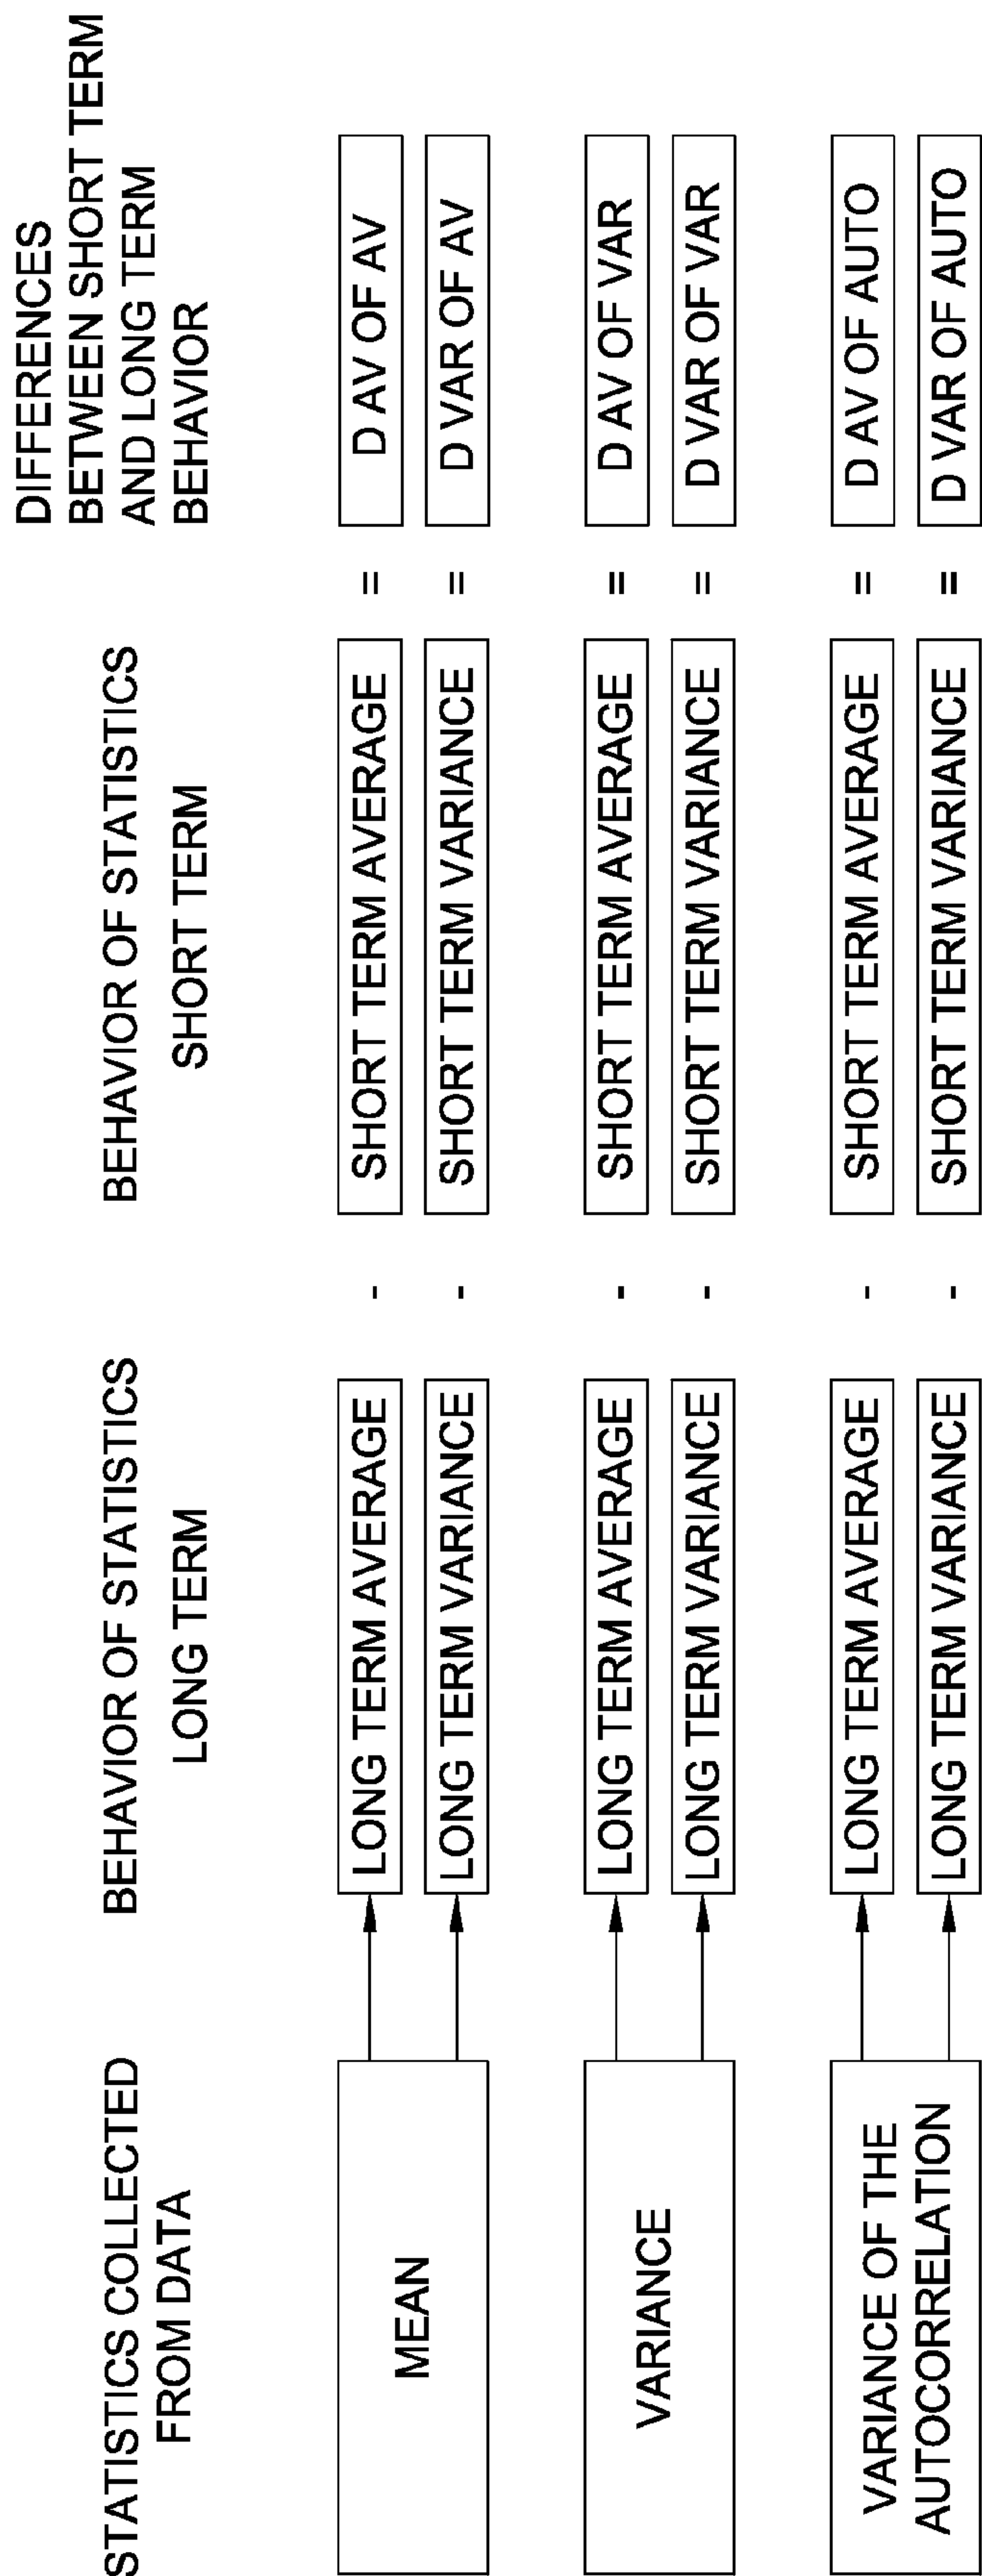 STATISTICS COLLECTED
FROM DATA
BEHAVIOR OF STATISTICS
LONG TERM
BEHAVIOR OF STATISTICS
SHORT TERM
DIFFERENCES
BETWEEN SHORT TERM
AND LONG TERM
BEHAVIOR
MEAN
LONG TERM AVERAGE - SHORT TERM AVERAGE = D AV OF AV
LONG TERM VARIANCE - SHORT TERM VARIANCE = D VAR OF AV
VARIANCE
LONG TERM AVERAGE - SHORT TERM AVERAGE = D AV OF VAR
LONG TERM VARIANCE - SHORT TERM VARIANCE = D VAR OF VAR
VARIANCE OF THE
AUTOCORRELATION
LONG TERM AVERAGE - SHORT TERM AVERAGE = D AV OF AUTO
LONG TERM VARIANCE - SHORT TERM VARIANCE = D VAR OF AUTO